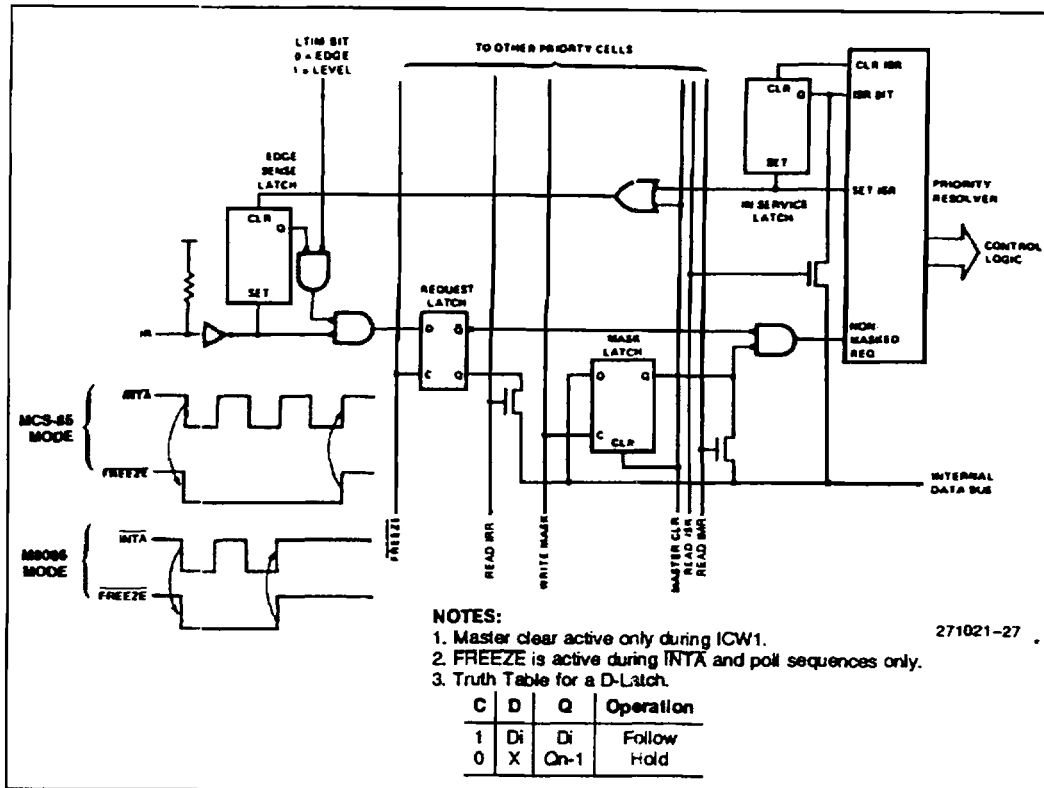 LTIM BIT
0 = EDGE
1 = LEVEL
TO OTHER PRIORTY CELLS
CLR ISR
CLR
Q
ISR BIT
EDGE
SENSE
LATCH
SET
SET ISR
PRIORITY
RESOLVER
IN SERVICE
LATCH
CONTROL
LOGIC
CLR
Q
SET
REQUEST
LATCH
IR
D
Q
C
Q
MASK
LATCH
NON-
MASKED
REQ
D
Q
C
CLR
INTA
MCS-85
MODE
FREEZE
INTERNAL
DATA BUS
INTA
M8086
MODE
FREEZE
FREEZE
READ IRR
WRITE MASK
MASTER CLR
READ ISR
READ IMR
NOTES:
271021-27
1. Master clear active only during ICW1.
2. FREEZE is active during INTA and poll sequences only.
3. Truth Table for a D-Latch.
C D Q Operation
1 Di Di Follow
0 X Qn-1 Hold